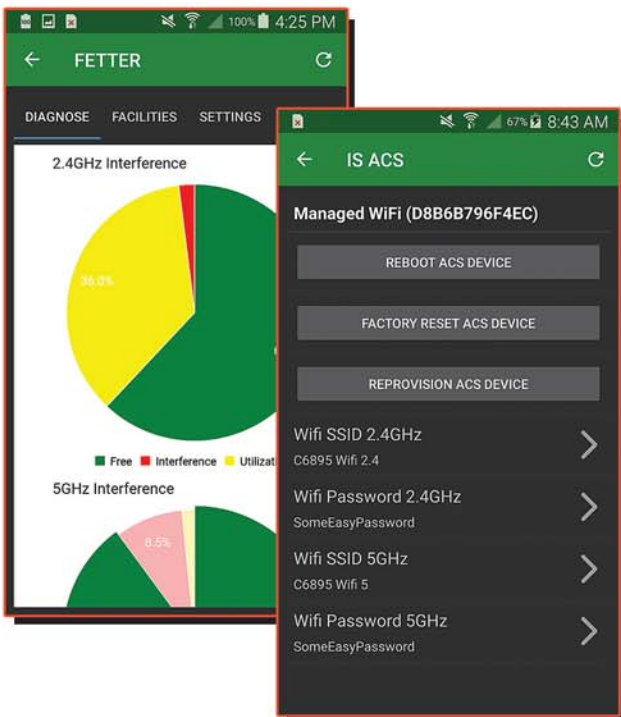 100% 4:25 PM
FETTER
DIAGNOSE FACILITIES SETTINGS
2.4GHz Interference
36.0%
Free Interference Utilizat
5GHz Interference
8.5%
67% 8:43 AM
IS ACS
Managed WiFi (D8B6B796F4EC)
REBOOT ACS DEVICE
FACTORY RESET ACS DEVICE
REPROVISION ACS DEVICE
Wifi SSID 2.4GHz
C6895 Wifi 2.4
Wifi Password 2.4GHz
SomeEasyPassword
Wifi SSID 5GHz
C6895 Wifi 5
Wifi Password 5GHz
SomeEasyPassword